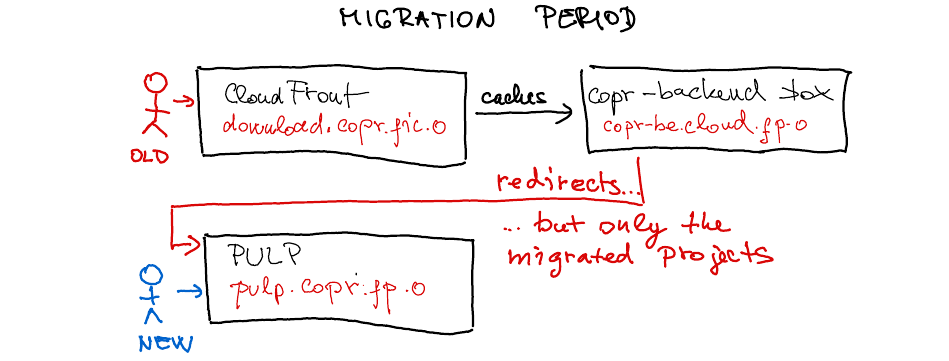 MIGRATION PERIOD
CloudFront
download.copr.fic.o
OLD
caches
copr-backend box
copr-be.cloud.fp.o
redirects...
... but only the
migrated projects
PULP
pulp.copr.fp.o
NEW